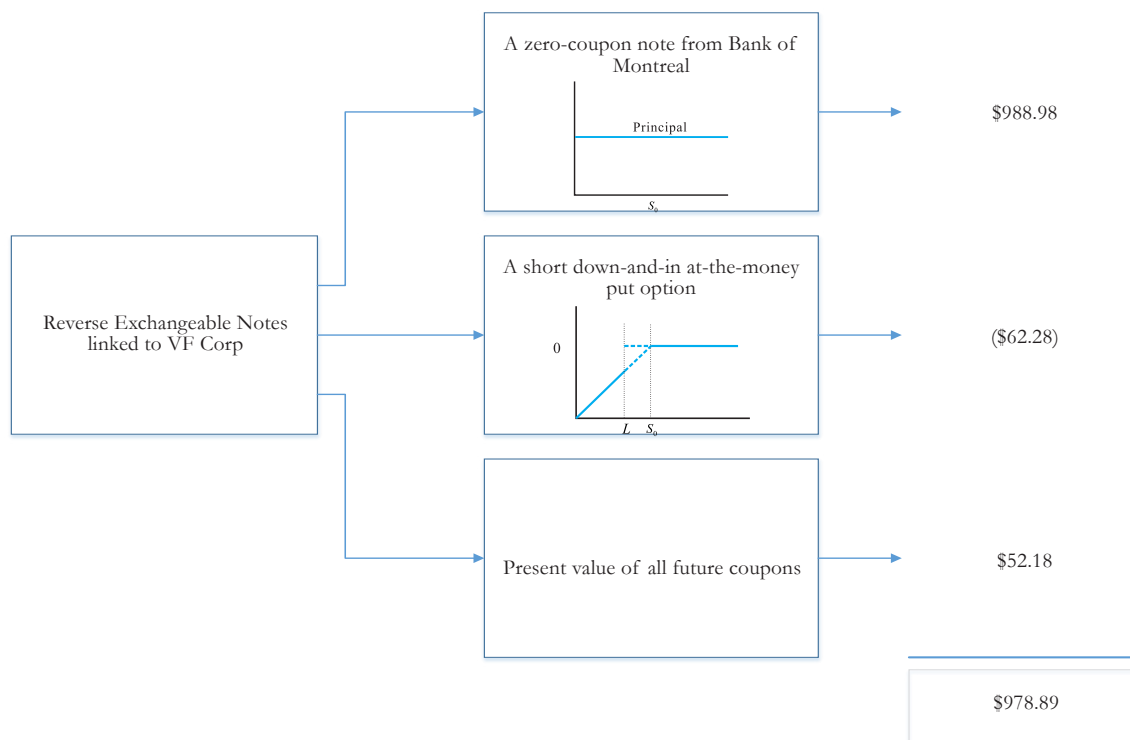 A zero-coupon note from Bank of
Montreal
Principal
S₀
$988.98
Reverse Exchangeable Notes
linked to VF Corp
A short down-and-in at-the-money
put option
0
L S₀
($62.28)
Present value of all future coupons
$52.18
$978.89